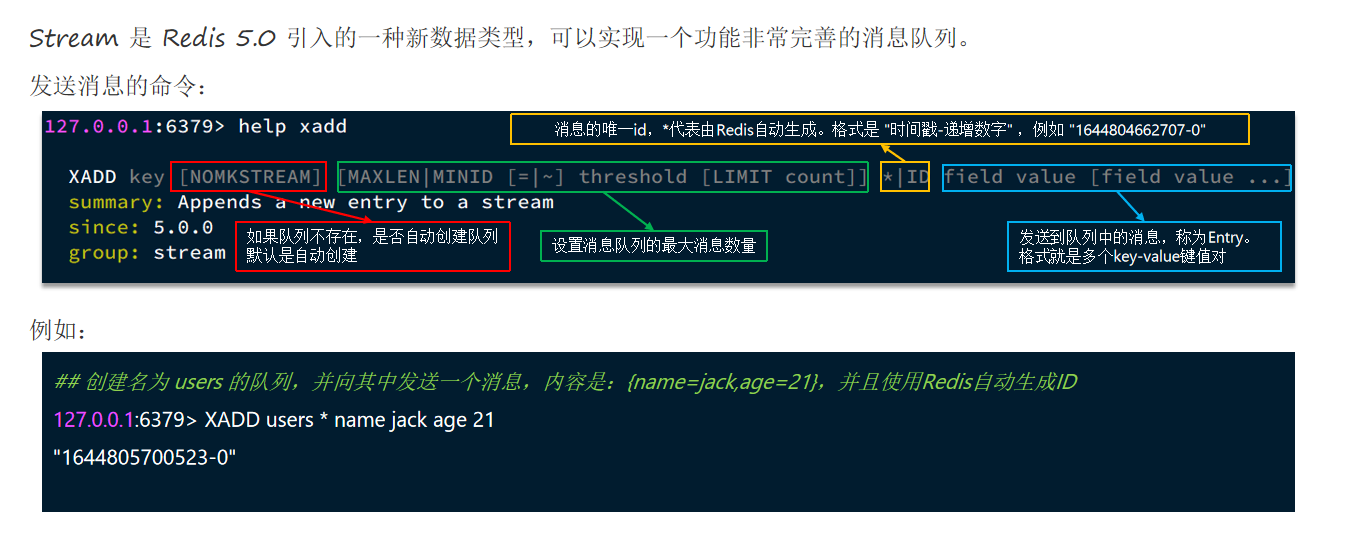 Stream 是 Redis 5.0 引入的一种新数据类型，可以实现一个功能非常完善的消息队列。
发送消息的命令：
127.0.0.1:6379> help xadd
消息的唯一id，*代表由Redis自动生成。格式是 "时间戳-递增数字" ，例如 "1644804662707-0"
XADD key [NOMKSTREAM] [MAXLEN|MINID [=|~] threshold [LIMIT count]] *|ID field value [field value ...]
summary: Appends a new entry to a stream
since: 5.0.0
group: stream
如果队列不存在，是否自动创建队列
默认是自动创建
设置消息队列的最大消息数量
发送到队列中的消息，称为Entry。
格式就是多个key-value键值对
例如：
## 创建名为 users 的队列，并向其中发送一个消息，内容是：{name=jack,age=21}，并且使用Redis自动生成ID
127.0.0.1:6379> XADD users * name jack age 21
"1644805700523-0"